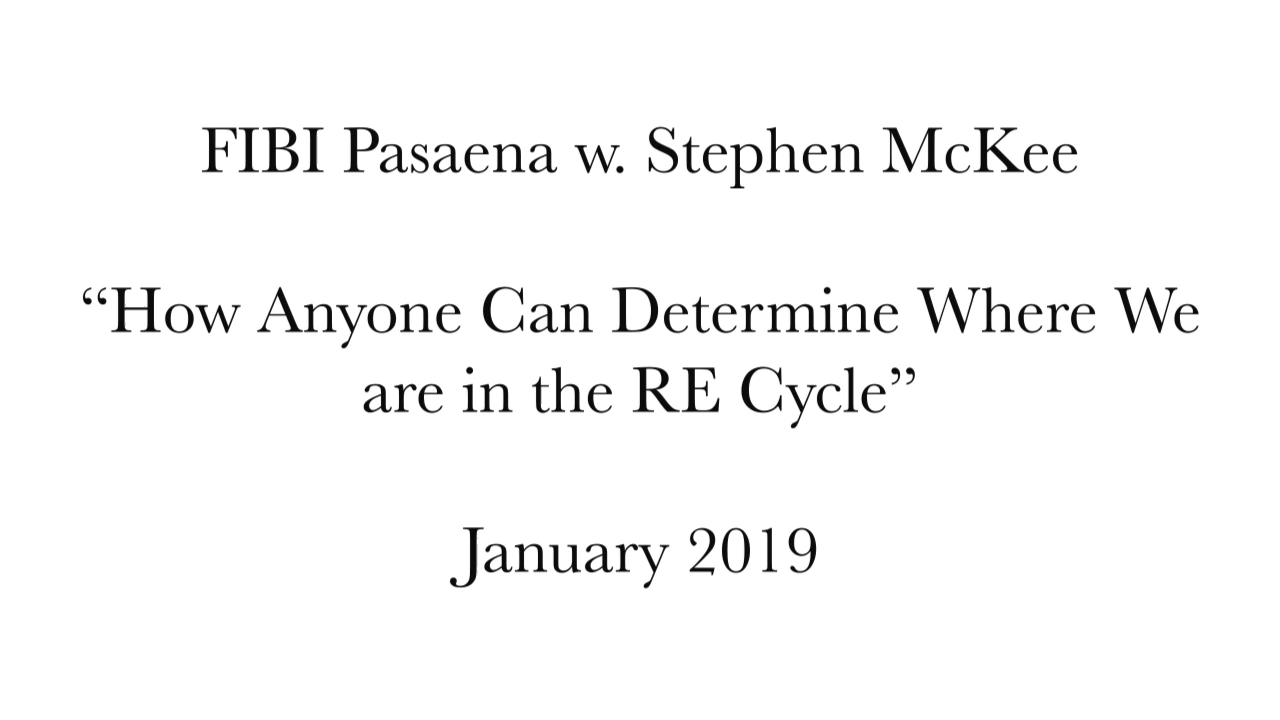 FIBI Pasaena w. Stephen McKee
“How Anyone Can Determine Where We
are in the RE Cycle”
January 2019